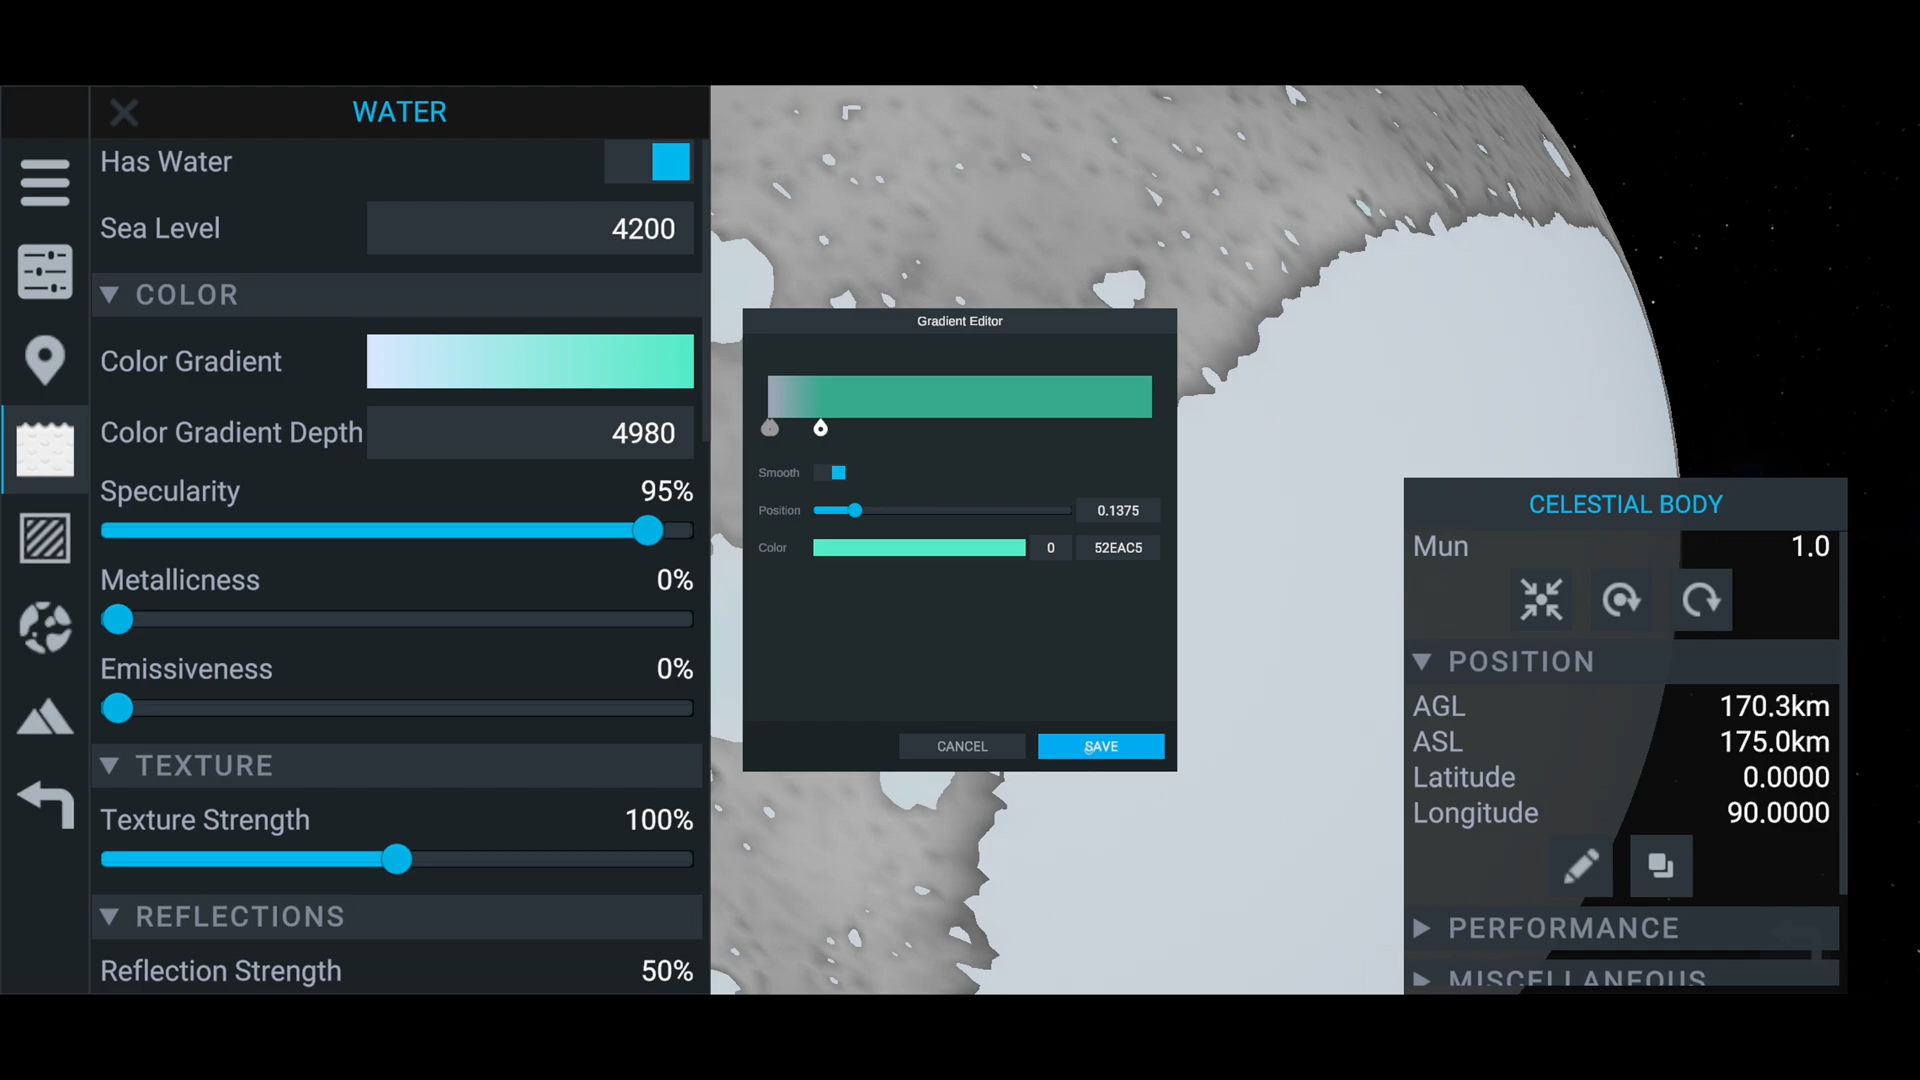 WATER
Has Water
Sea Level 4200
COLOR
Color Gradient
Color Gradient Depth 4980
Specularity 95%
Metallicness 0%
Emissiveness 0%
TEXTURE
Texture Strength 100%
REFLECTIONS
Reflection Strength 50%
Gradient Editor
Smooth
Position 0.1375
Color 0 52EAC5
CANCEL SAVE
CELESTIAL BODY
Mun 1.0
POSITION
AGL 170.3km
ASL 175.0km
Latitude 0.0000
Longitude 90.0000
PERFORMANCE
MISCELLANEOUS